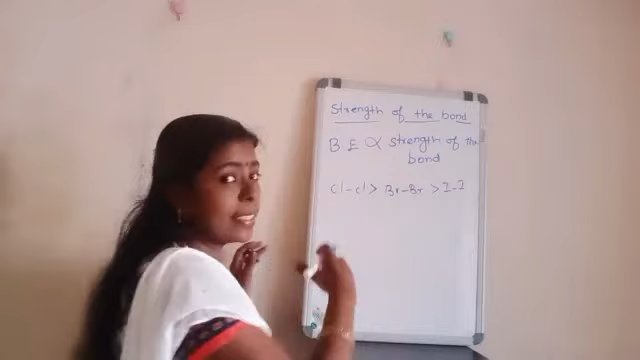 Strength of the bond
B E ∝ Strength of the
bond
Cl-Cl > Br-Br > I-I